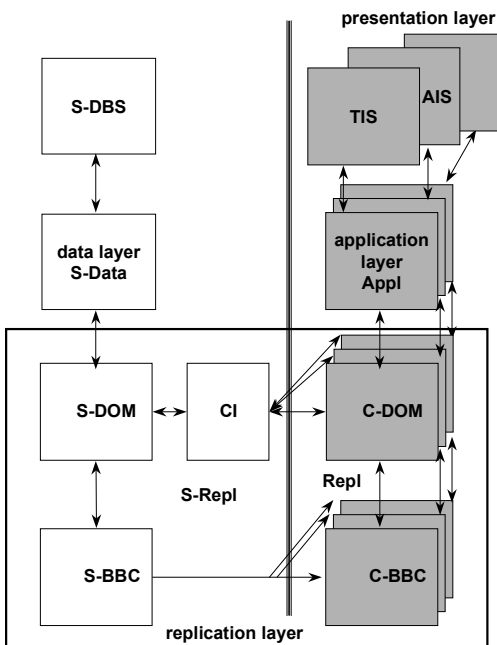 presentation layer
S-DBS
TIS
AIS
data layer
S-Data
application
layer
Appl
S-DOM
CI
C-DOM
S-Repl
Repl
S-BBC
C-BBC
replication layer